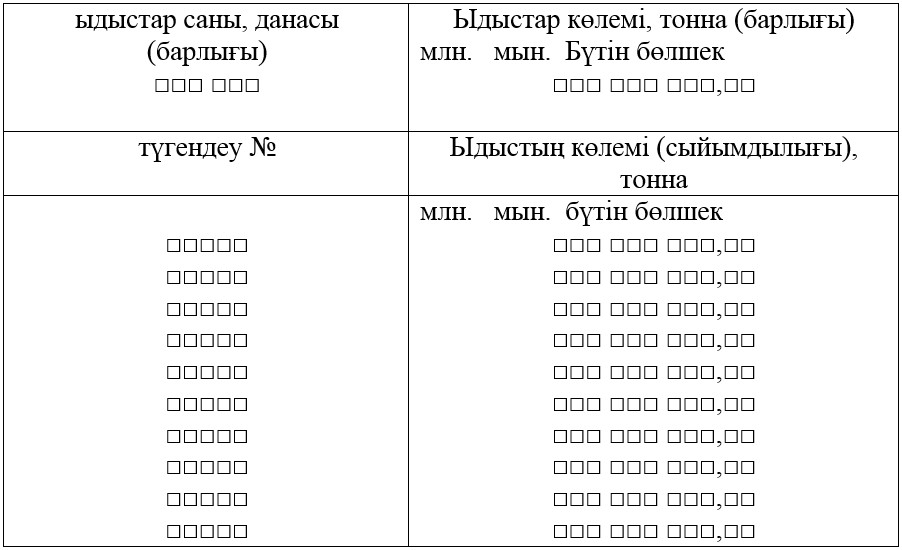 ыдыстар саны, данасы
(барлығы)
□□□ □□□
Ыдыстар көлемі, тонна (барлығы)
млн. мын. Бүтін бөлшек
□□□ □□□ □□□,□□
түгендеу №
Ыдыстың көлемі (сыйымдылығы),
тонна
млн. мын. бүтін бөлшек
□□□□□ □□□ □□□ □□□,□□
□□□□□ □□□ □□□ □□□,□□
□□□□□ □□□ □□□ □□□,□□
□□□□□ □□□ □□□ □□□,□□
□□□□□ □□□ □□□ □□□,□□
□□□□□ □□□ □□□ □□□,□□
□□□□□ □□□ □□□ □□□,□□
□□□□□ □□□ □□□ □□□,□□
□□□□□ □□□ □□□ □□□,□□
□□□□□ □□□ □□□ □□□,□□